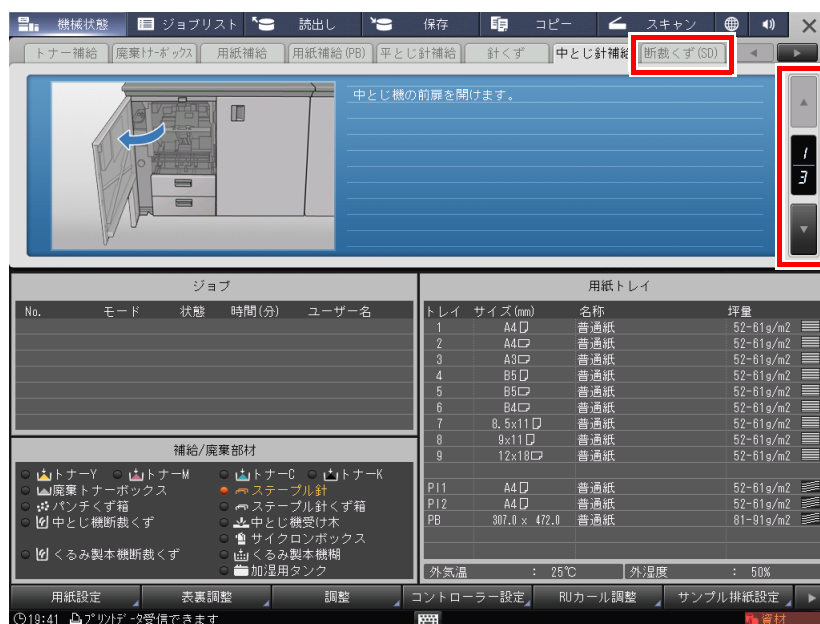 機械状態 ジョブリスト 読出し 保存 コピー スキャン
トナー補給 廃棄トナーボックス 用紙補給 用紙補給(PB) 平とじ針補給 針くず 中とじ針補給 断裁くず(SD)
中とじ機の前扉を開けます。
1
3
ジョブ
No. モード 状態 時間(分) ユーザー名
用紙トレイ
トレイ サイズ(mm) 名称 坪量
1 A4 普通紙 52-61g/m2
2 A4 普通紙 52-61g/m2
3 A3 普通紙 52-61g/m2
4 B5 普通紙 52-61g/m2
5 B5 普通紙 52-61g/m2
6 B4 普通紙 52-61g/m2
7 8.5x11 普通紙 52-61g/m2
8 9x11 普通紙 52-61g/m2
9 12x18 普通紙 52-61g/m2
PI1 A4 普通紙 52-61g/m2
PI2 A4 普通紙 52-61g/m2
PB 307.0 x 472.0 普通紙 81-91g/m2
外気温 : 25℃ 外湿度 : 50%
補給/廃棄部材
トナーY トナーM トナーC トナーK
廃棄トナーボックス ステープル針
パンチくず箱 ステープル針くず箱
中とじ機断裁くず 中とじ機受け木
サイクロンボックス
くるみ製本機断裁くず くるみ製本機糊
加湿用タンク
用紙設定 表裏調整 調整 コントローラー設定 RUカール調整 サンプル排紙設定
19:41 プリントデータ受信できます 資材